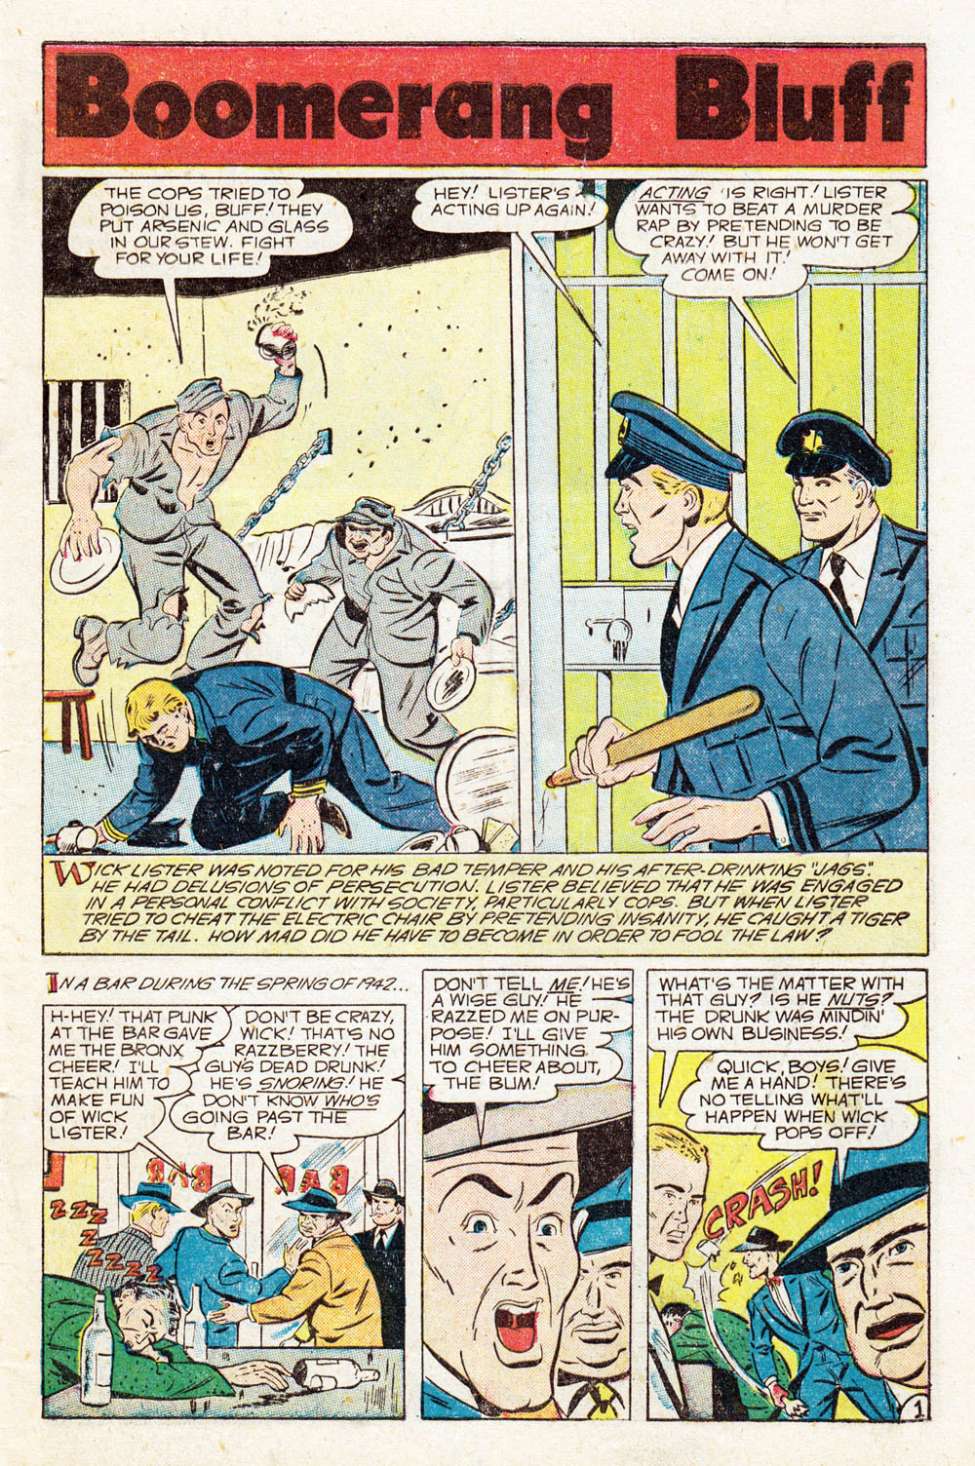 Boomerang Bluff
THE COPS TRIED TO
POISON US, BUFF! THEY
PUT ARSENIC AND GLASS
IN OUR STEW. FIGHT
FOR YOUR LIFE!
HEY! LISTER'S
ACTING UP AGAIN!
ACTING IS RIGHT! LISTER
WANTS TO BEAT A MURDER
RAP BY PRETENDING TO BE
CRAZY! BUT HE WON'T GET
AWAY WITH IT!
COME ON!
WICK LISTER WAS NOTED FOR HIS BAD TEMPER AND HIS AFTER-DRINKING "JAGS".
HE HAD DELUSIONS OF PERSECUTION. LISTER BELIEVED THAT HE WAS ENGAGED
IN A PERSONAL CONFLICT WITH SOCIETY, PARTICULARLY COPS. BUT WHEN LISTER
TRIED TO CHEAT THE ELECTRIC CHAIR BY PRETENDING INSANITY, HE CAUGHT A TIGER
BY THE TAIL. HOW MAD DID HE HAVE TO BECOME IN ORDER TO FOOL THE LAW?
IN A BAR DURING THE SPRING OF 1942...
H-HEY! THAT PUNK
AT THE BAR GAVE
ME THE BRONX
CHEER! I'LL
TEACH HIM TO
MAKE FUN
OF WICK
LISTER!
DON'T BE CRAZY,
WICK! THAT'S NO
RAZZBERRY! THE
GUY'S DEAD DRUNK!
HE'S SNORING! HE
DON'T KNOW WHO'S
GOING PAST THE
BAR!
BAR
BAR
ZZZ
ZZZZZ
DON'T TELL ME! HE'S
A WISE GUY! HE
RAZZED ME ON PUR-
POSE! I'LL GIVE
HIM SOMETHING
TO CHEER ABOUT,
THE BUM!
WHAT'S THE MATTER WITH
THAT GUY? IS HE NUTS?
THE DRUNK WAS MINDIN'
HIS OWN BUSINESS!
QUICK, BOYS! GIVE
ME A HAND! THERE'S
NO TELLING WHAT'LL
HAPPEN WHEN WICK
POPS OFF!
CRASH!
1